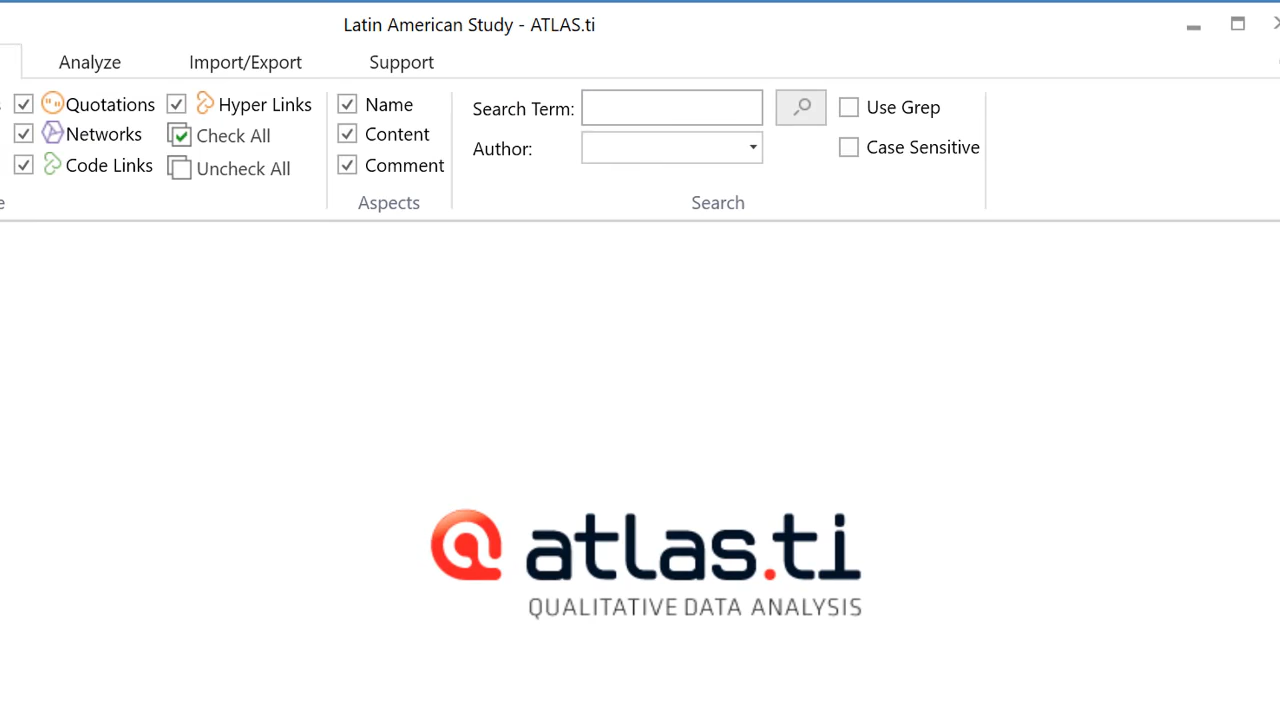 Latin American Study - ATLAS.ti
Analyze Import/Export Support
Quotations Hyper Links Name Search Term: Use Grep
Networks Check All Content Author: Case Sensitive
Code Links Uncheck All Comment
Aspects Search
atlas.ti
QUALITATIVE DATA ANALYSIS